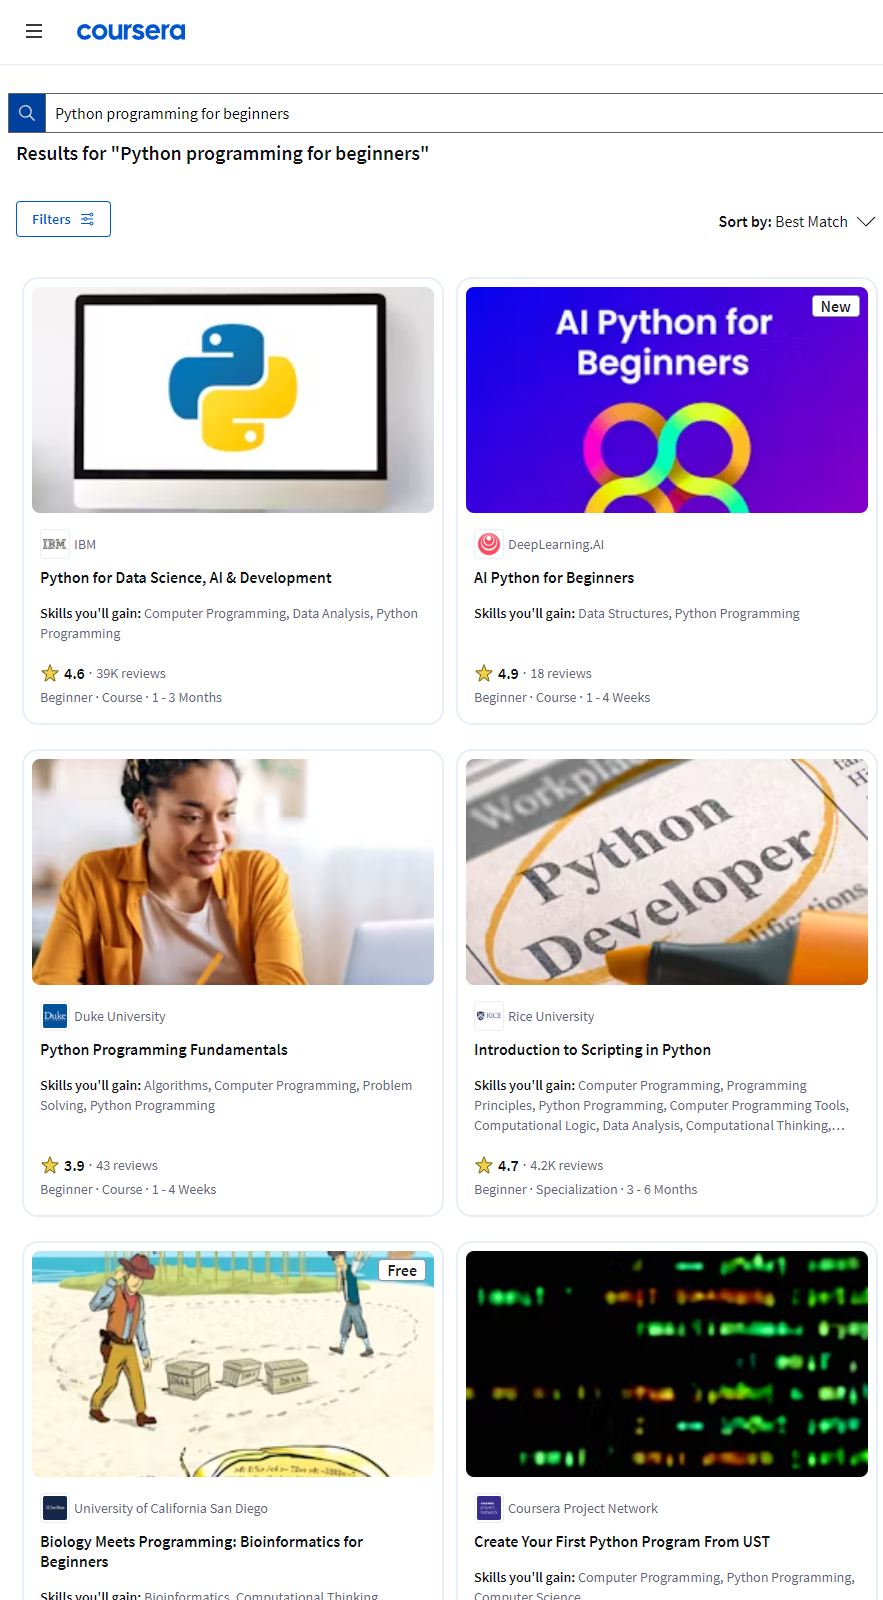 coursera
Python programming for beginners
Results for "Python programming for beginners"
Filters
Sort by: Best Match
IBM
IBM
Python for Data Science, AI & Development
Skills you'll gain: Computer Programming, Data Analysis, Python
Programming
4.6 · 39K reviews
Beginner · Course · 1 - 3 Months
New
AI Python for
Beginners
DeepLearning.AI
AI Python for Beginners
Skills you'll gain: Data Structures, Python Programming
4.9 · 18 reviews
Beginner · Course · 1 - 4 Weeks
Duke
Duke University
Python Programming Fundamentals
Skills you'll gain: Algorithms, Computer Programming, Problem
Solving, Python Programming
3.9 · 43 reviews
Beginner · Course · 1 - 4 Weeks
Python
Developer
RICE
Rice University
Introduction to Scripting in Python
Skills you'll gain: Computer Programming, Programming
Principles, Python Programming, Computer Programming Tools,
Computational Logic, Data Analysis, Computational Thinking,...
4.7 · 4.2K reviews
Beginner · Specialization · 3 - 6 Months
Free
University of California San Diego
Biology Meets Programming: Bioinformatics for
Beginners
Skills you'll gain: Bioinformatics, Computational Thinking
Coursera Project Network
Create Your First Python Program From UST
Skills you'll gain: Computer Programming, Python Programming,
Computer Science